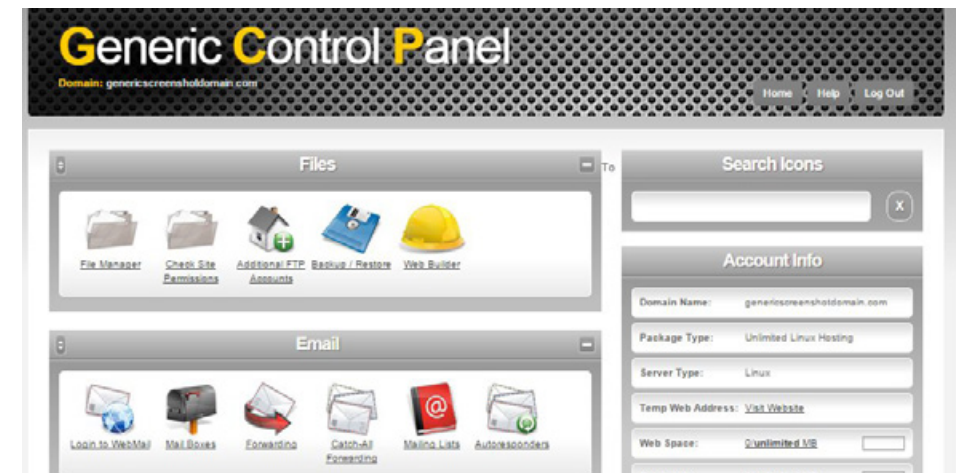 Generic Control Panel
Domain: genericscreenshotdomain.com
Home Help Log Out
Files
To
File Manager
Check Site
Permissions
Additional FTP
Accounts
Backup / Restore
Web Builder
Email
Login to WebMail
Mail Boxes
Forwarding
Catch-All
Forwarding
Mailing Lists
Autoresponders
Search Icons
X
Account Info
Domain Name: genericscreenshotdomain.com
Package Type: Unlimited Linux Hosting
Server Type: Linux
Temp Web Address: Visit Website
Web Space: 0/unlimited MB